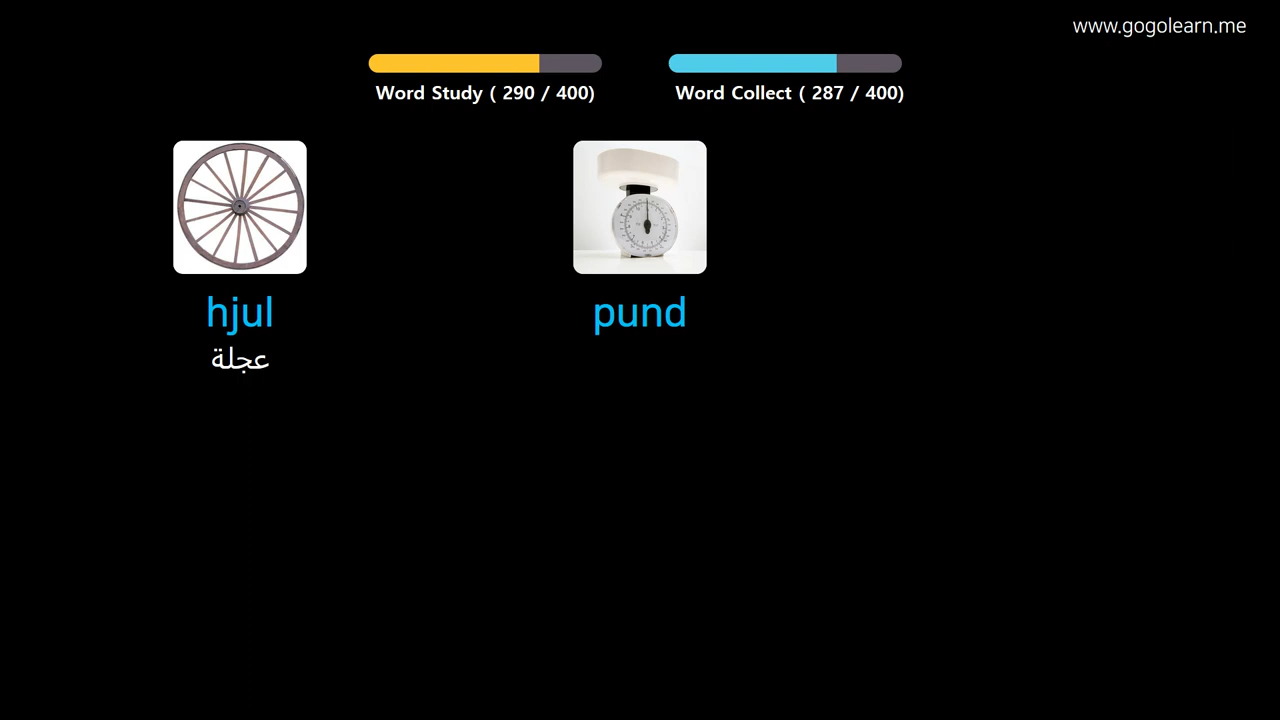 www.gogolearn.me
Word Study ( 290 / 400)
Word Collect ( 287 / 400)
hjul
عجلة
pund